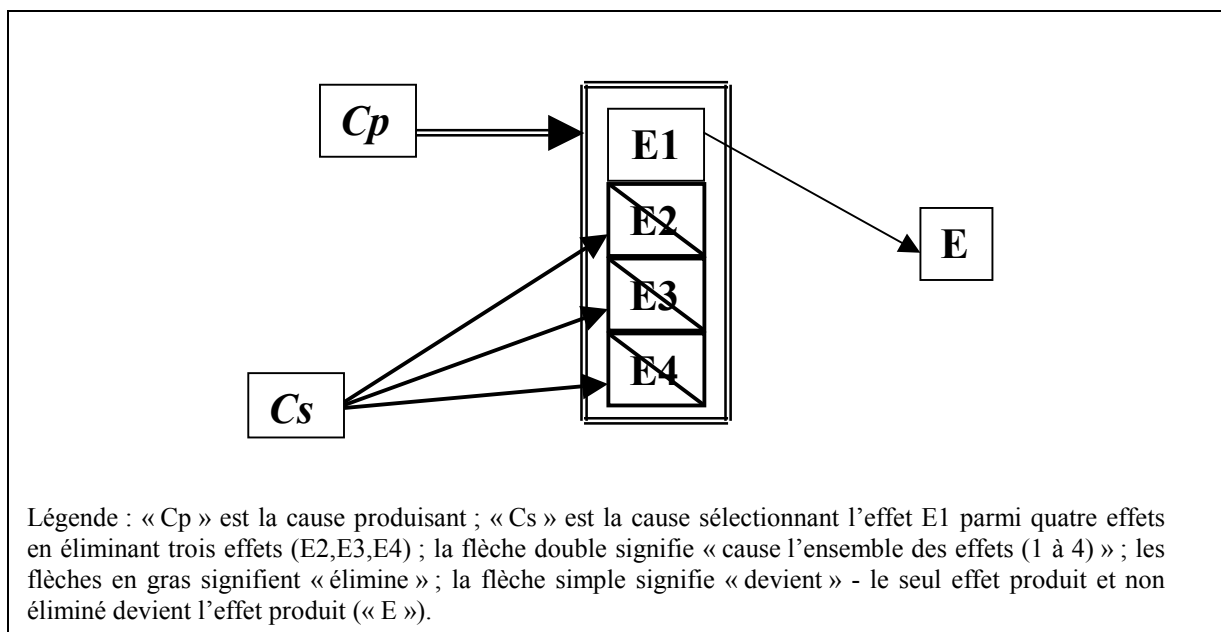 Cp
E1
E2
E
E3
E4
Cs
Légende : « Cp » est la cause produisant ; « Cs » est la cause sélectionnant l’effet E1 parmi quatre effets
en éliminant trois effets (E2,E3,E4) ; la flèche double signifie « cause l’ensemble des effets (1 à 4) » ; les
flèches en gras signifient « élimine » ; la flèche simple signifie « devient » - le seul effet produit et non
éliminé devient l’effet produit (« E »).